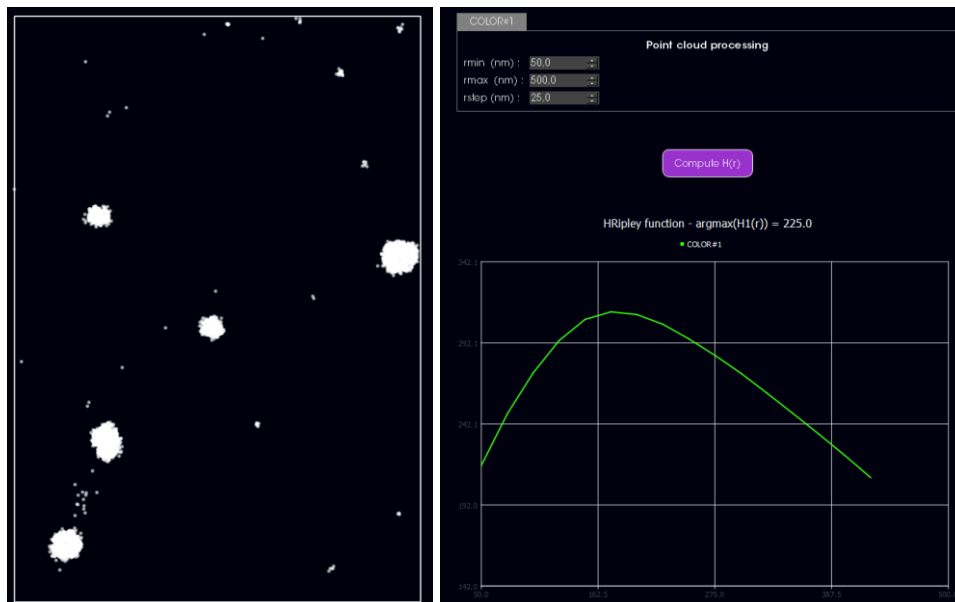 COLOR#1
Point cloud processing
rmin (nm) : 50.0
rmax (nm) : 500.0
rstep (nm) : 25.0
Compute H(r)
HRipley function - argmax(H1(r)) = 225.0
COLOR#1
342.1
292.1
242.1
192.0
142.0
50.0 162.5 275.0 387.5 500.0